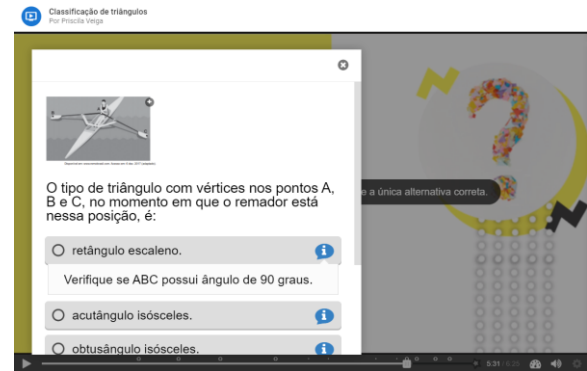 Classificação de triângulos
Por Priscila Veiga
O tipo de triângulo com vértices nos pontos A,
B e C, no momento em que o remador está
nessa posição, é:
e a única alternativa correta.
retângulo escaleno.
Verifique se ABC possui ângulo de 90 graus.
acutângulo isósceles.
obtusângulo isósceles.
5:31